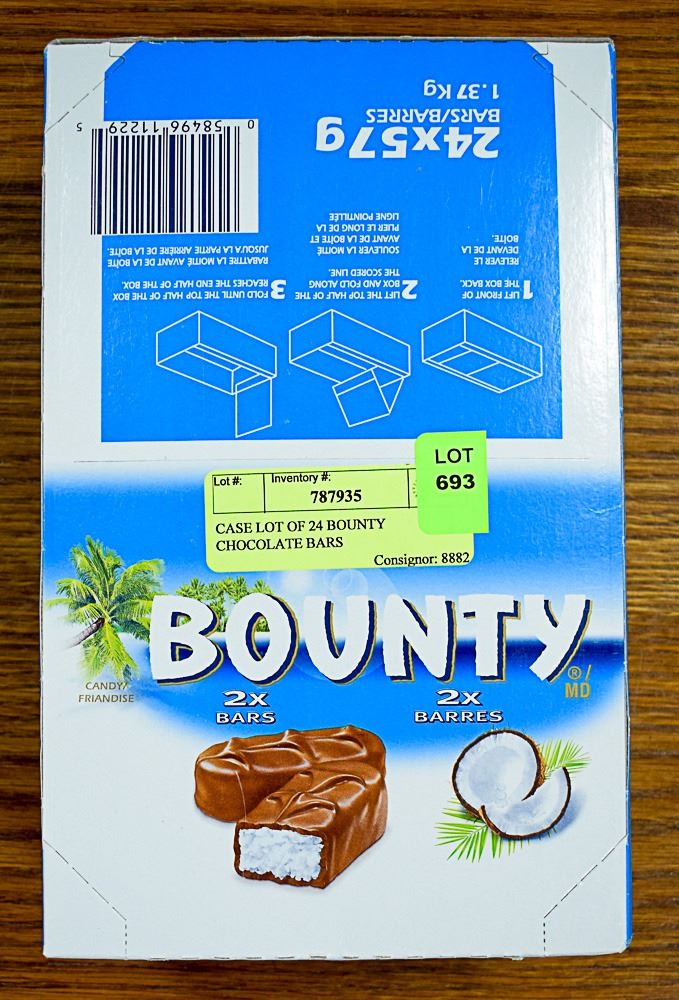 1.37 Kg
24x57g
BARS/BARRES
0 58496 11229 5
1 LIFT FRONT OF
THE BOX BACK.
RELEVER LE
DEVANT DE LA
BOÎTE.
2 LIFT THE TOP HALF OF THE
BOX AND FOLD ALONG
THE SCORED LINE.
SOULEVER LA MOITIÉ
AVANT DE LA BOÎTE ET
PLIER LE LONG DE LA
LIGNE POINTILLÉE
3 FOLD UNTIL THE TOP HALF OF THE BOX
REACHES THE END HALF OF THE BOX.
RABATTRE LA MOITIÉ AVANT DE LA BOÎTE
JUSQU'A LA PARTIE ARRIÈRE DE LA BOÎTE.
LOT
693
Lot #:
Inventory #:
787935
CASE LOT OF 24 BOUNTY
CHOCOLATE BARS
Consignor: 8882
BOUNTY
®/
MD
CANDY/
FRIANDISE
2x
BARS
2x
BARRES